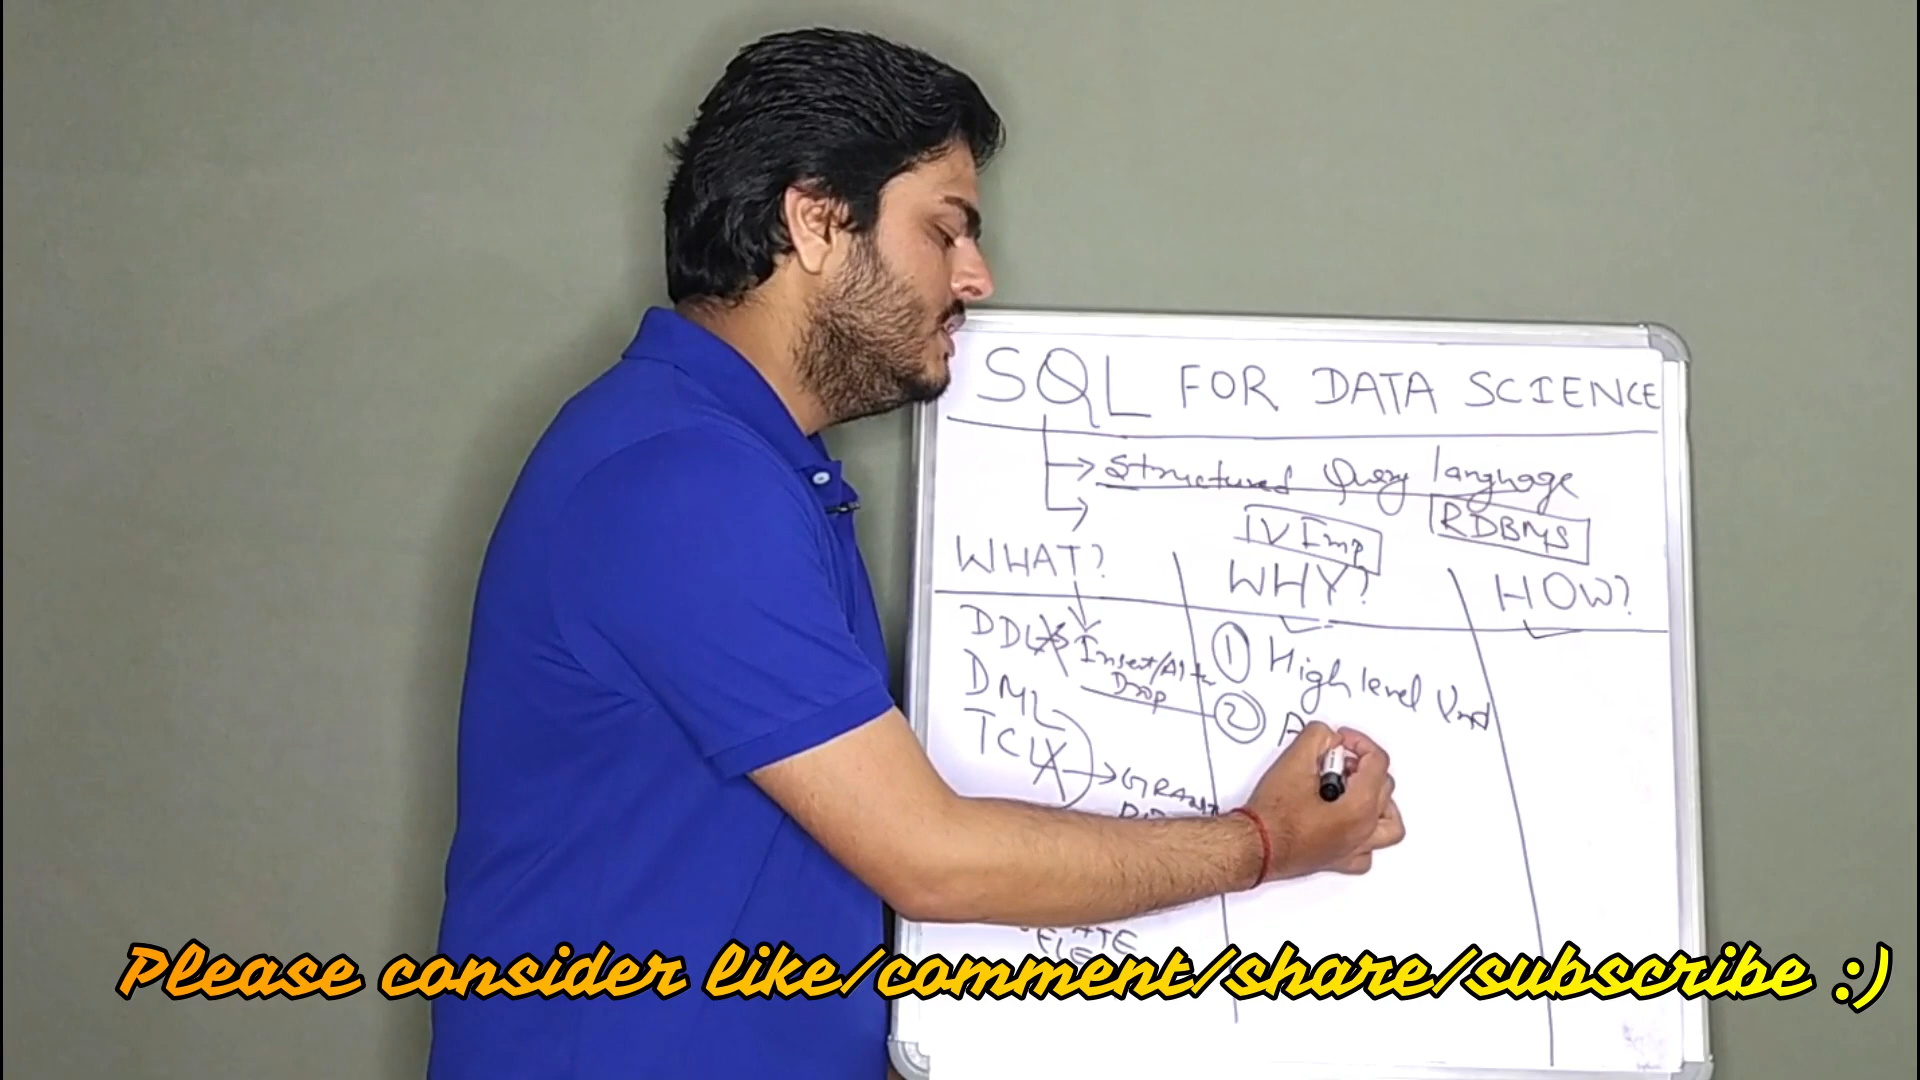 SQL FOR DATA SCIENCE
Structured Query language
RDBMS
IV Imp
WHAT?
WHY?
HOW?
DDL
Insert/Alter
Drop
DML
TCL
GRANT
① High level Und
② A
Please consider like/comment/share/subscribe :)